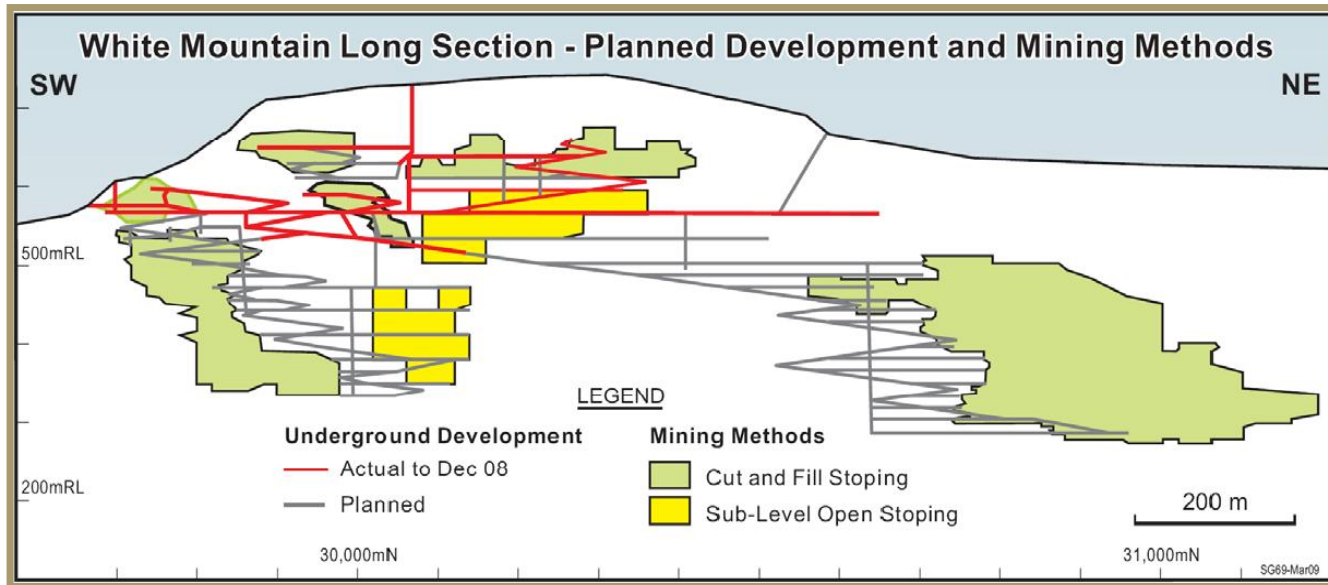 White Mountain Long Section - Planned Development and Mining Methods
SW
NE
500mRL
LEGEND
Underground Development
Actual to Dec 08
Planned
Mining Methods
Cut and Fill Stoping
Sub-Level Open Stoping
200mRL
200 m
30,000mN
31,000mN
SG69-Mar09